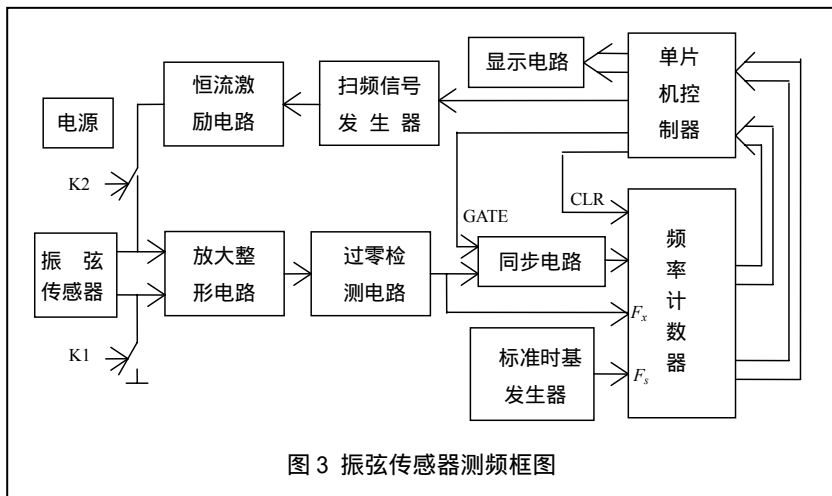 显示电路
单片
机控
制器
恒流激
励电路
扫频信号
发 生 器
电源
K2
CLR
GATE
振 弦
传感器
放大整
形电路
过零检
测电路
同步电路
频
率
计
数
器
Fx
K1
标准时基
发生器
Fs
图 3 振弦传感器测频框图